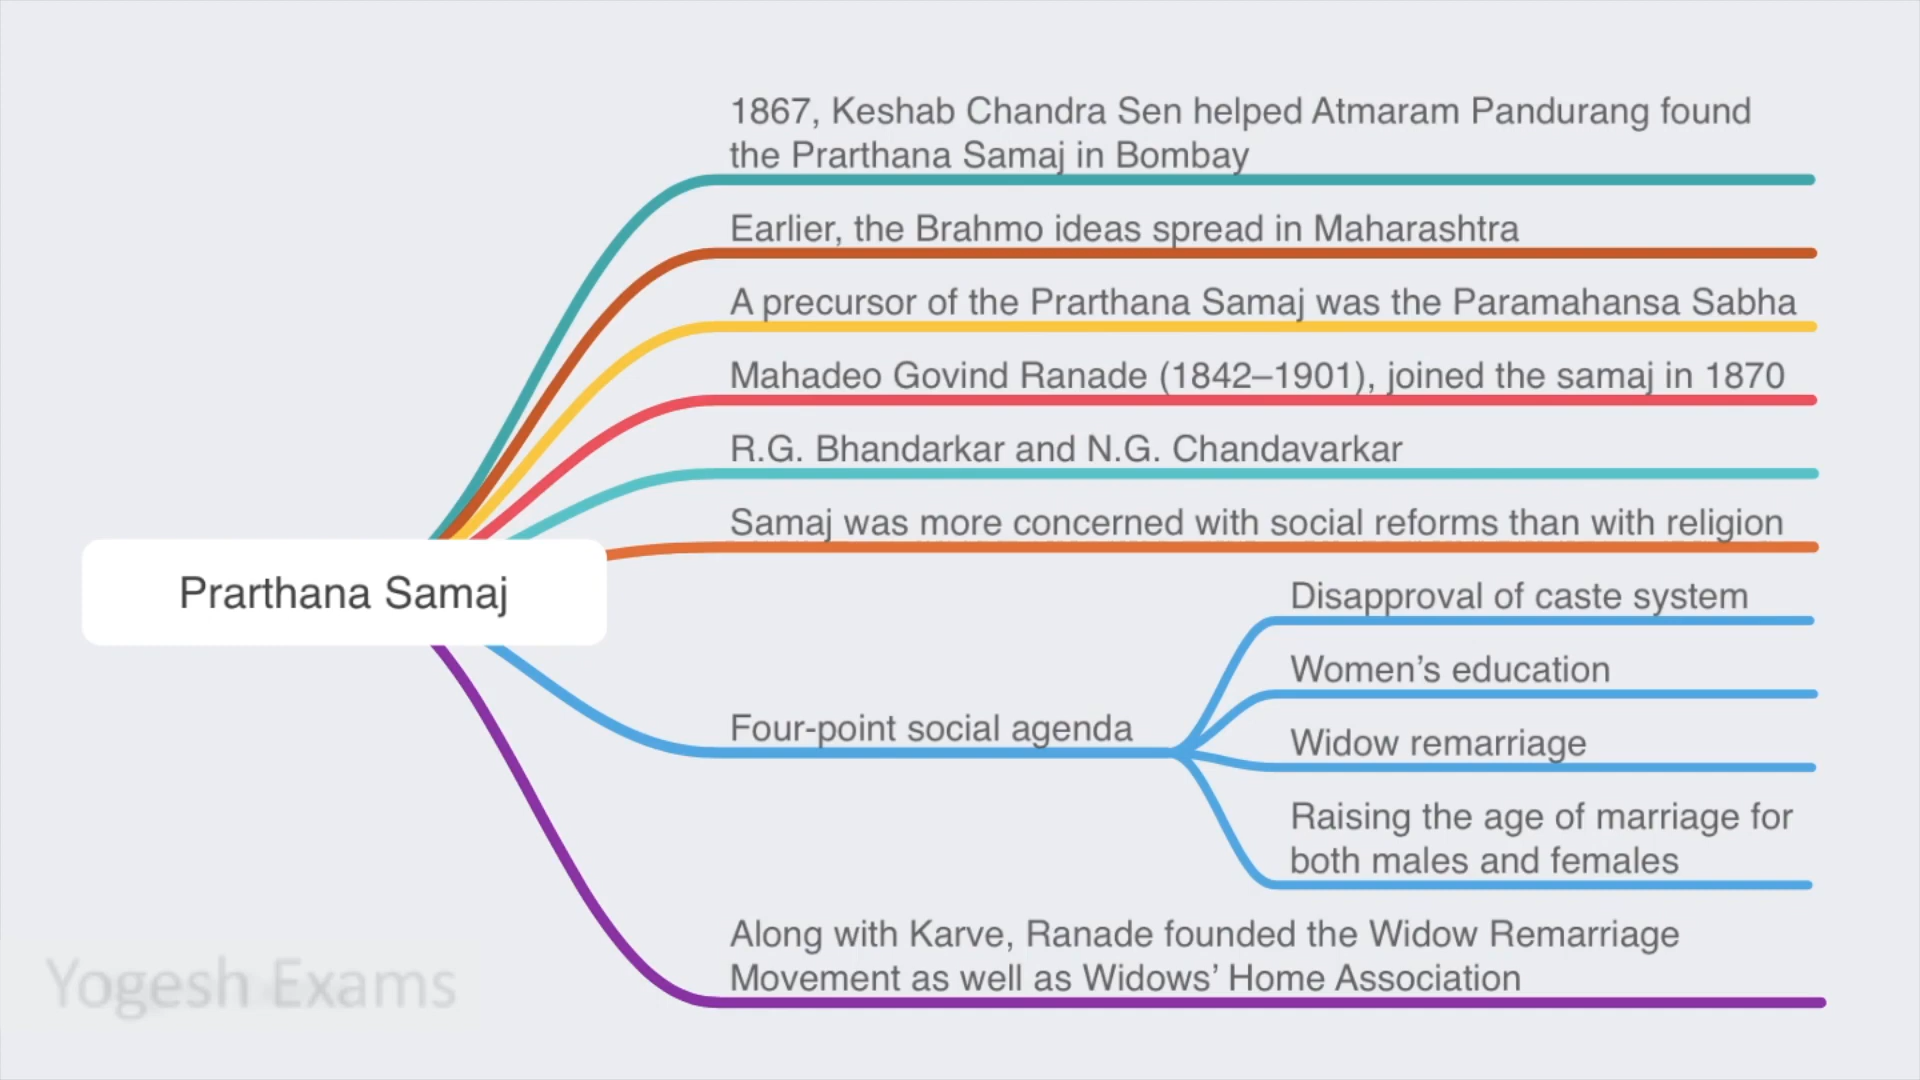 1867, Keshab Chandra Sen helped Atmaram Pandurang found
the Prarthana Samaj in Bombay
Earlier, the Brahmo ideas spread in Maharashtra
A precursor of the Prarthana Samaj was the Paramahansa Sabha
Mahadeo Govind Ranade (1842–1901), joined the samaj in 1870
R.G. Bhandarkar and N.G. Chandavarkar
Samaj was more concerned with social reforms than with religion
Prarthana Samaj
Four-point social agenda
Disapproval of caste system
Women’s education
Widow remarriage
Raising the age of marriage for
both males and females
Along with Karve, Ranade founded the Widow Remarriage
Movement as well as Widows’ Home Association
Yogesh Exams